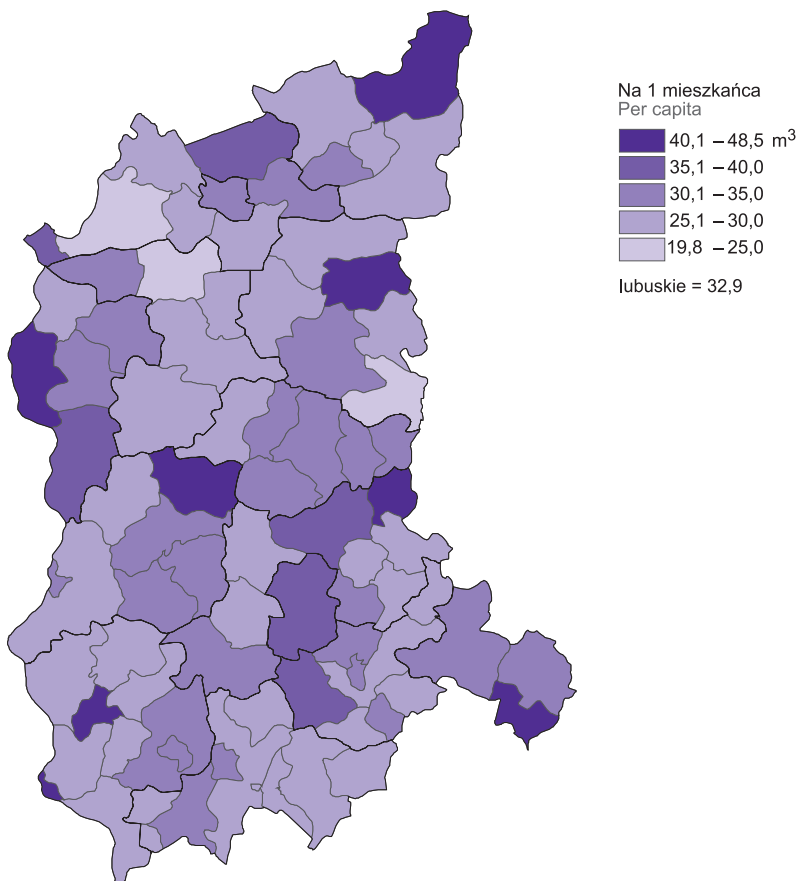 Na 1 mieszkańca
Per capita
40,1 – 48,5 m³
35,1 – 40,0
30,1 – 35,0
25,1 – 30,0
19,8 – 25,0
lubuskie = 32,9